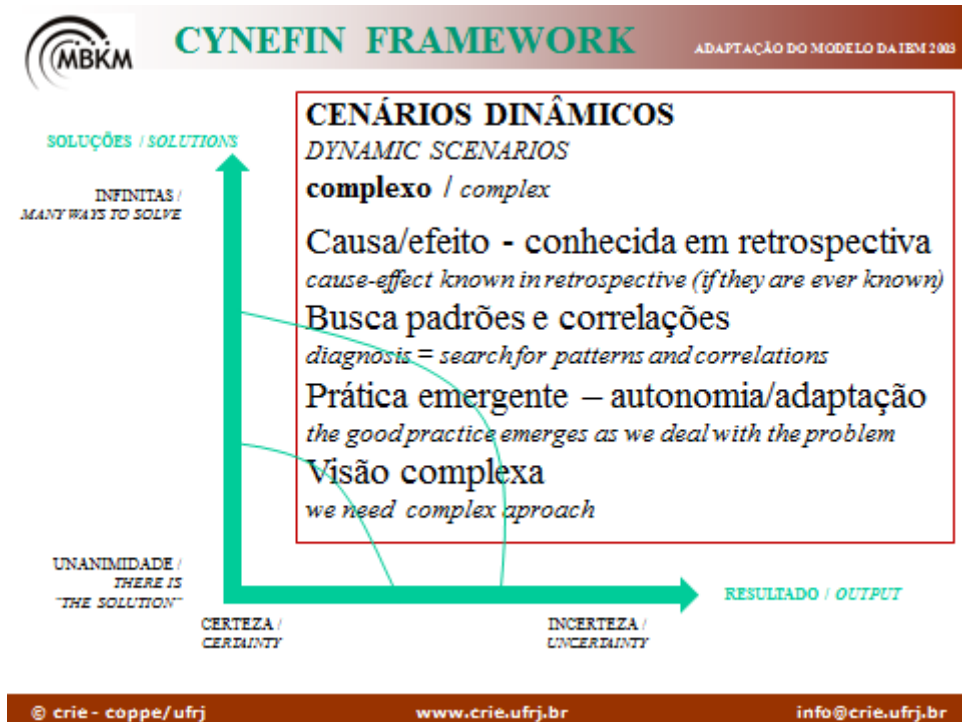 MBKM
CYNEFIN FRAMEWORK
ADAPTAÇÃO DO MODELO DA IBM 2003
SOLUÇÕES / SOLUTIONS
INFINITAS /
MANY WAYS TO SOLVE
CENÁRIOS DINÂMICOS
DYNAMIC SCENARIOS
complexo / complex
Causa/efeito - conhecida em retrospectiva
cause-effect known in retrospective (if they are ever known)
Busca padrões e correlações
diagnosis = search for patterns and correlations
Prática emergente – autonomia/adaptação
the good practice emerges as we deal with the problem
Visão complexa
we need complex aproach
UNANIMIDADE /
THERE IS
"THE SOLUTION"
CERTEZA /
CERTAINTY
INCERTEZA /
UNCERTAINTY
RESULTADO / OUTPUT
© crie - coppe/ufrj
www.crie.ufrj.br
info@crie.ufrj.br